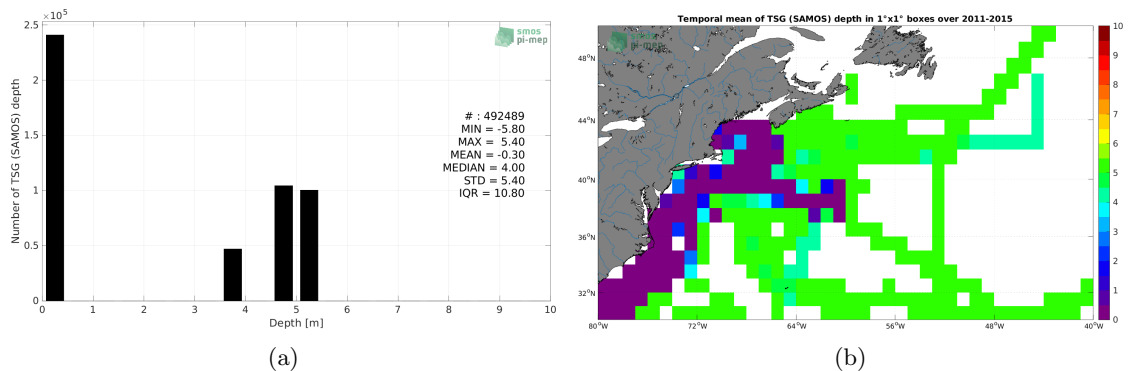 ×10⁵
2.5
2
1.5
1
0.5
0
Number of TSG (SAMOS) depth
smos
pi-mep
# : 492489
MIN = -5.80
MAX = 5.40
MEAN = -0.30
MEDIAN = 4.00
STD = 5.40
IQR = 10.80
0 1 2 3 4 5 6 7 8 9 10
Depth [m]
(a)
Temporal mean of TSG (SAMOS) depth in 1°x1° boxes over 2011-2015
smos
pi-mep
48°N
44°N
40°N
36°N
32°N
80°W 72°W 64°W 56°W 48°W 40°W
10
9
8
7
6
5
4
3
2
1
0
(b)